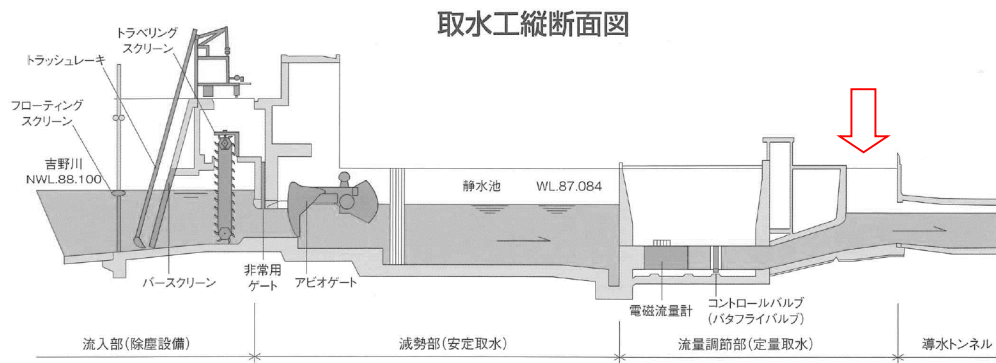 取水工縦断面図
トラベリング
スクリーン
トラッシュレーキ
フローティング
スクリーン
吉野川
NWL.88.100
静水池 WL.87.084
バースクリーン
非常用
ゲート
アビオゲート
電磁流量計
コントロールバルブ
(バタフライバルブ)
流入部(除塵設備)
減勢部(安定取水)
流量調節部(定量取水)
導水トンネル